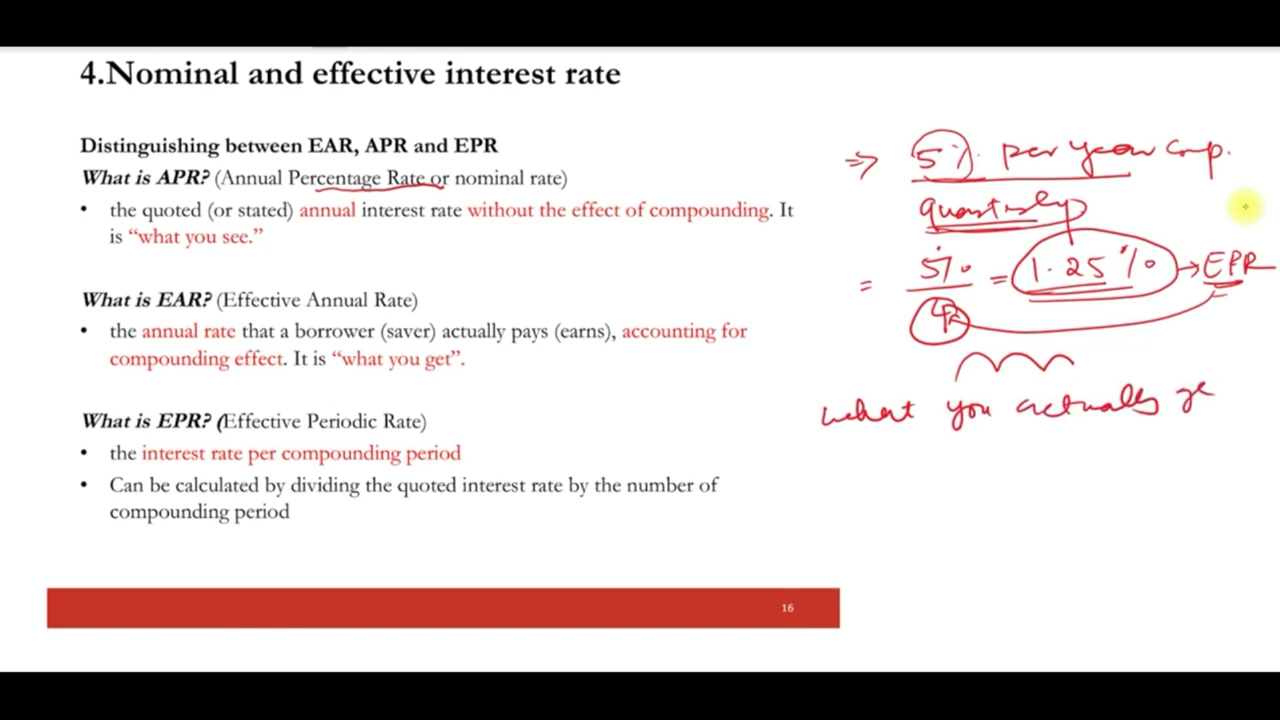 4.Nominal and effective interest rate
Distinguishing between EAR, APR and EPR
What is APR? (Annual Percentage Rate or nominal rate)
• the quoted (or stated) annual interest rate without the effect of compounding. It
is “what you see.”
What is EAR? (Effective Annual Rate)
• the annual rate that a borrower (saver) actually pays (earns), accounting for
compounding effect. It is “what you get”.
What is EPR? (Effective Periodic Rate)
• the interest rate per compounding period
• Can be calculated by dividing the quoted interest rate by the number of
compounding period
16
⇒ 5% per year comp.
quarterly
= 5% / 4 = 1.25% → EPR
what you actually ge